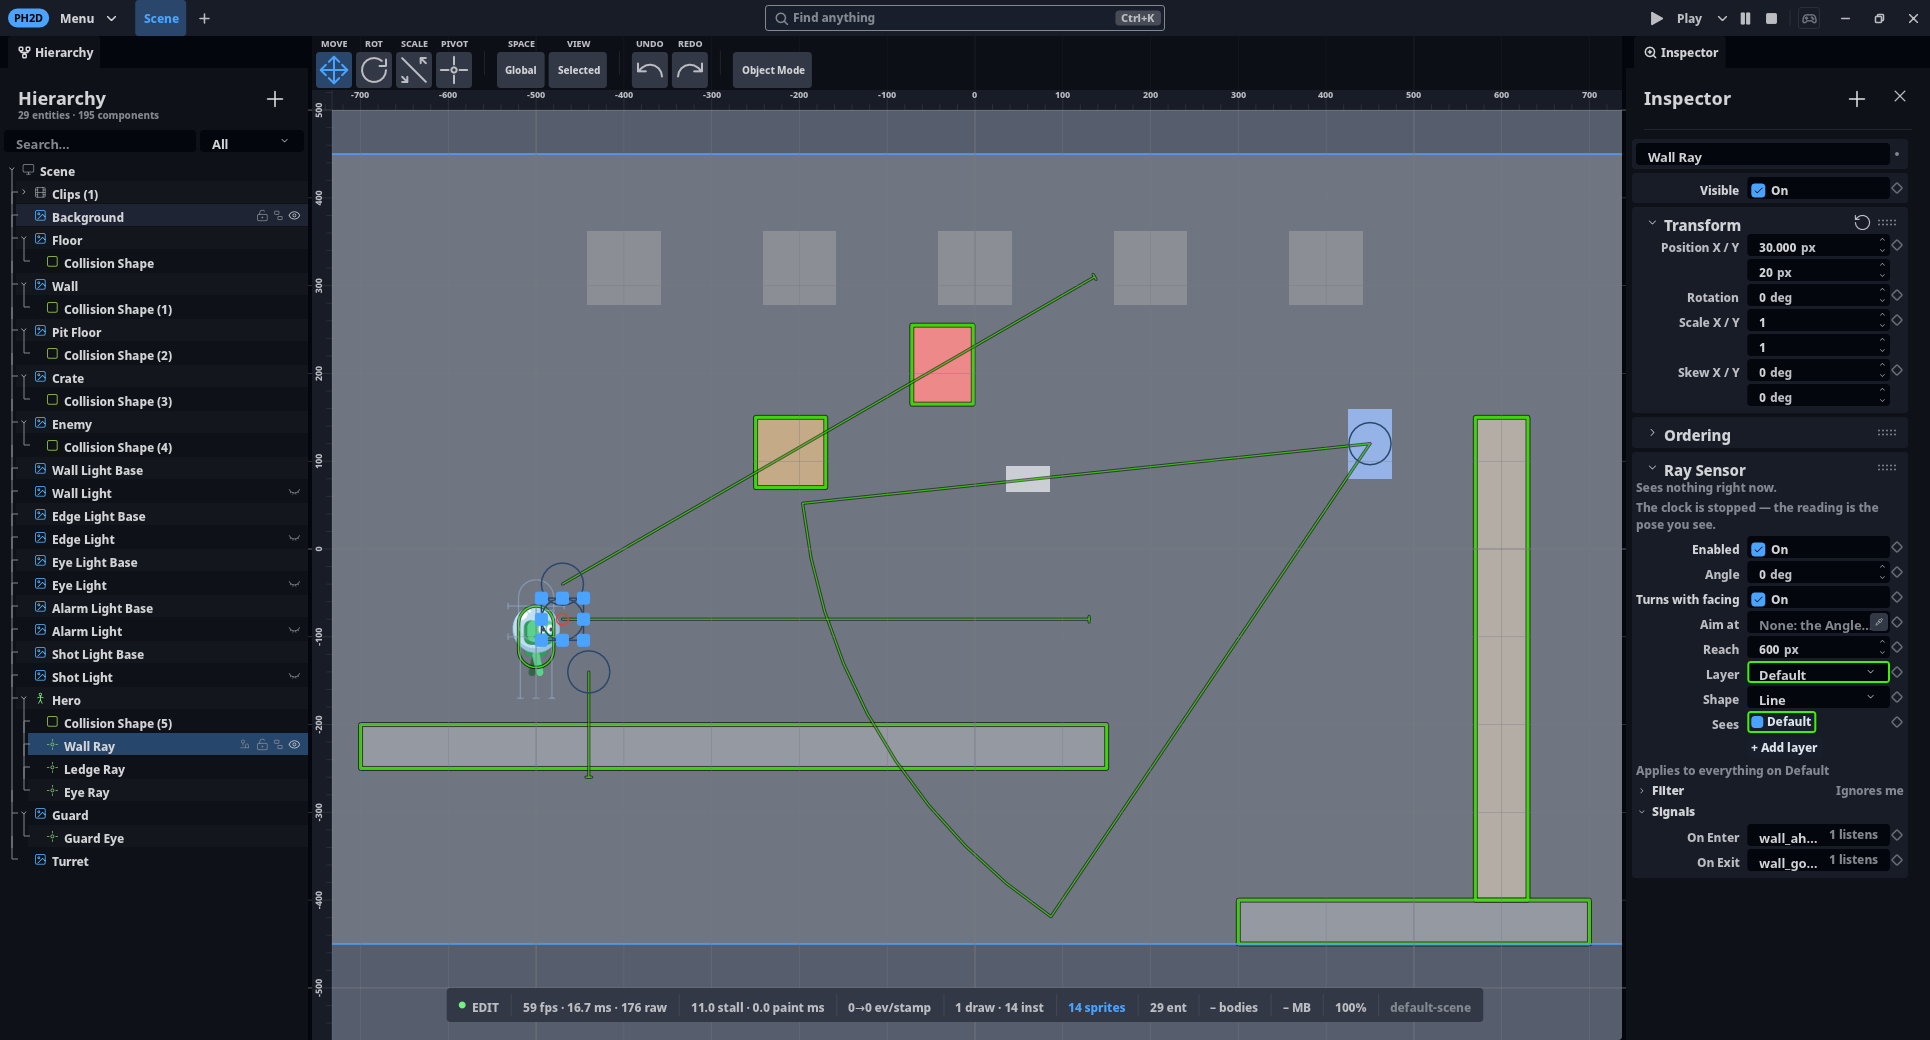 PH2D Menu Scene + Find anything Ctrl+K Play
Hierarchy
Hierarchy
29 entities · 195 components
Search... All
Scene
Clips (1)
Background
Floor
Collision Shape
Wall
Collision Shape (1)
Pit Floor
Collision Shape (2)
Crate
Collision Shape (3)
Enemy
Collision Shape (4)
Wall Light Base
Wall Light
Edge Light Base
Edge Light
Eye Light Base
Eye Light
Alarm Light Base
Alarm Light
Shot Light Base
Shot Light
Hero
Collision Shape (5)
Wall Ray
Ledge Ray
Eye Ray
Guard
Guard Eye
Turret
MOVE ROT SCALE PIVOT SPACE VIEW UNDO REDO
Global Selected Object Mode
-700 -600 -500 -400 -300 -200 -100 0 100 200 300 400 500 600 700
500
400
300
200
100
0
-100
-200
-300
-400
-500
EDIT 59 fps · 16.7 ms · 176 raw 11.0 stall · 0.0 paint ms 0→0 ev/stamp 1 draw · 14 inst 14 sprites 29 ent – bodies – MB 100% default-scene
Inspector
Inspector
Wall Ray
Visible On
Transform
Position X / Y 30.000 px
20 px
Rotation 0 deg
Scale X / Y 1
1
Skew X / Y 0 deg
0 deg
Ordering
Ray Sensor
Sees nothing right now.
The clock is stopped — the reading is the
pose you see.
Enabled On
Angle 0 deg
Turns with facing On
Aim at None: the Angle...
Reach 600 px
Layer Default
Shape Line
Sees Default
+ Add layer
Applies to everything on Default
Filter Ignores me
Signals
On Enter wall_ah... 1 listens
On Exit wall_go... 1 listens